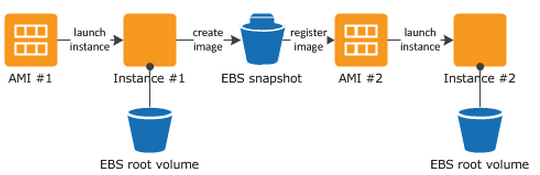 launch
instance
create
image
register
image
launch
instance
AMI #1
Instance #1
EBS snapshot
AMI #2
Instance #2
EBS root volume
EBS root volume